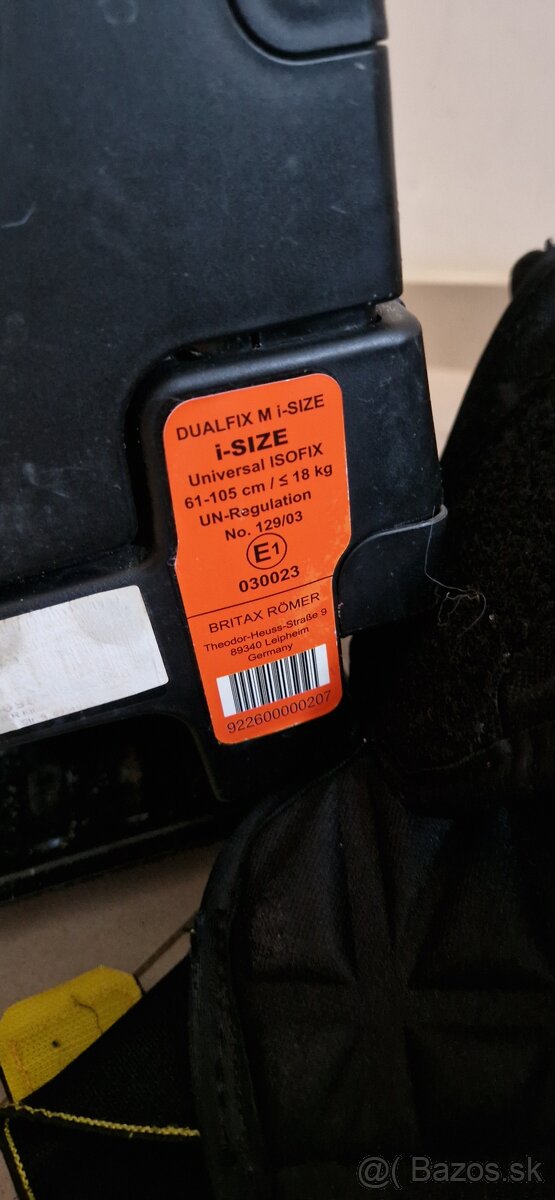 DUALFIX M i-SIZE
i-SIZE
Universal ISOFIX
61-105 cm / ≤ 18 kg
UN-Regulation
No. 129/03
E1
030023
BRITAX RÖMER
Theodor-Heuss-Straße 9
89340 Leipheim
Germany
922600000207
@( Bazos.sk